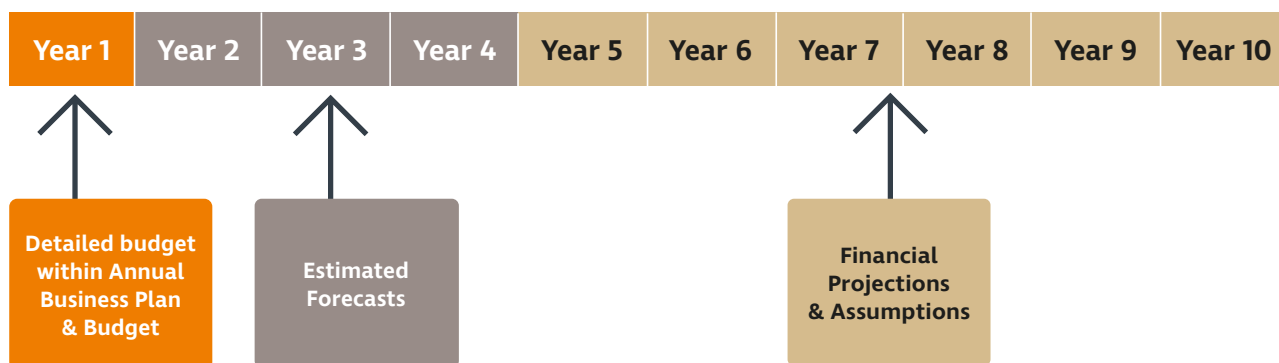 Year 1 Year 2 Year 3 Year 4 Year 5 Year 6 Year 7 Year 8 Year 9 Year 10
Detailed budget
within Annual
Business Plan
& Budget
Estimated
Forecasts
Financial
Projections
& Assumptions